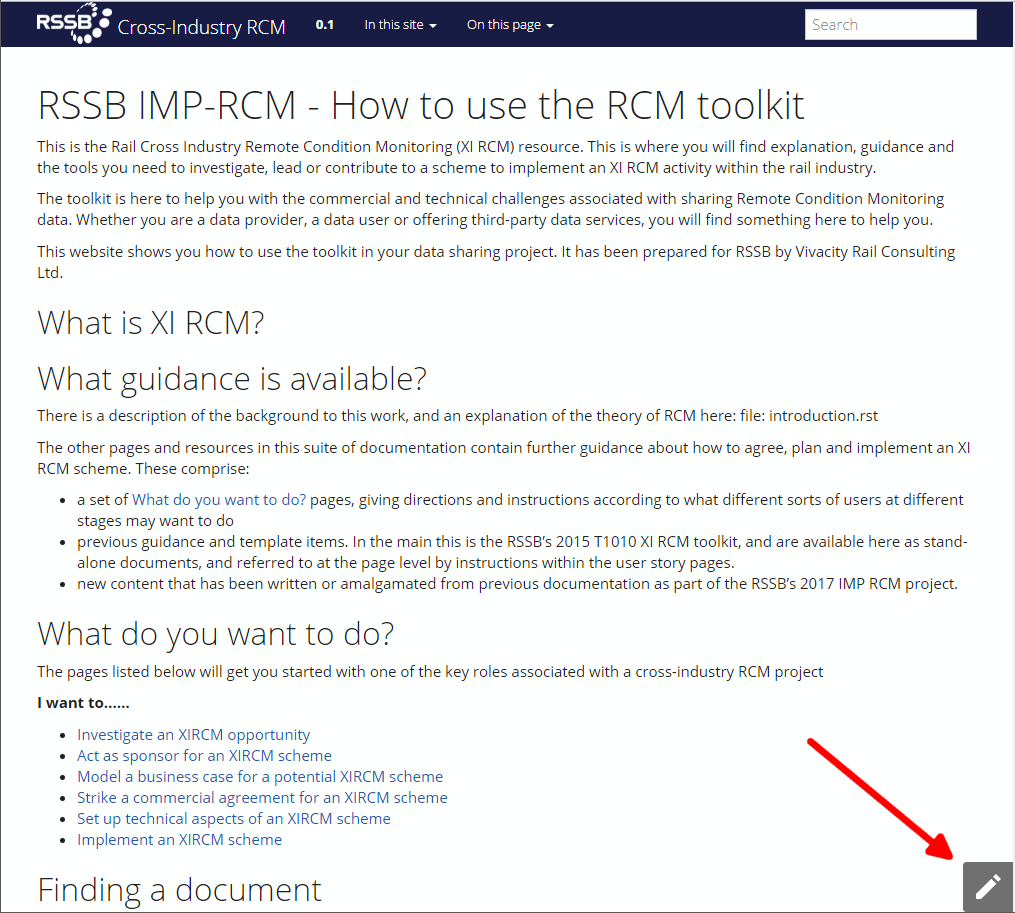 RSSB Cross-Industry RCM 0.1 In this site On this page Search
RSSB IMP-RCM - How to use the RCM toolkit
This is the Rail Cross Industry Remote Condition Monitoring (XI RCM) resource. This is where you will find explanation, guidance and
the tools you need to investigate, lead or contribute to a scheme to implement an XI RCM activity within the rail industry.
The toolkit is here to help you with the commercial and technical challenges associated with sharing Remote Condition Monitoring
data. Whether you are a data provider, a data user or offering third-party data services, you will find something here to help you.
This website shows you how to use the toolkit in your data sharing project. It has been prepared for RSSB by Vivacity Rail Consulting
Ltd.
What is XI RCM?
What guidance is available?
There is a description of the background to this work, and an explanation of the theory of RCM here: file: introduction.rst
The other pages and resources in this suite of documentation contain further guidance about how to agree, plan and implement an XI
RCM scheme. These comprise:
• a set of What do you want to do? pages, giving directions and instructions according to what different sorts of users at different
stages may want to do
• previous guidance and template items. In the main this is the RSSB’s 2015 T1010 XI RCM toolkit, and are available here as stand-
alone documents, and referred to at the page level by instructions within the user story pages.
• new content that has been written or amalgamated from previous documentation as part of the RSSB’s 2017 IMP RCM project.
What do you want to do?
The pages listed below will get you started with one of the key roles associated with a cross-industry RCM project
I want to......
• Investigate an XIRCM opportunity
• Act as sponsor for an XIRCM scheme
• Model a business case for a potential XIRCM scheme
• Strike a commercial agreement for an XIRCM scheme
• Set up technical aspects of an XIRCM scheme
• Implement an XIRCM scheme
Finding a document